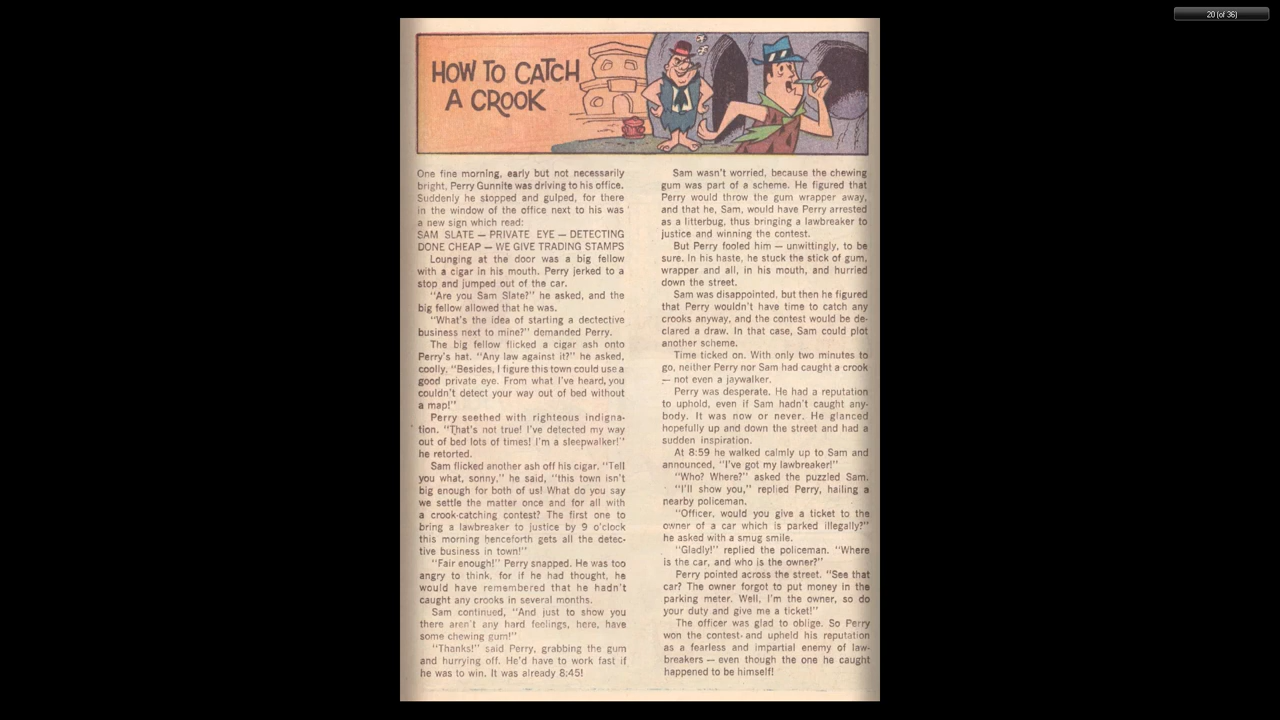 20 (of 36)
HOW TO CATCH
A CROOK
One fine morning, early but not necessarily
bright, Perry Gunnite was driving to his office.
Suddenly he stopped and gulped, for there
in the window of the office next to his was
a new sign which read:
SAM SLATE — PRIVATE EYE — DETECTING
DONE CHEAP — WE GIVE TRADING STAMPS
Lounging at the door was a big fellow
with a cigar in his mouth. Perry jerked to a
stop and jumped out of the car.
"Are you Sam Slate?" he asked, and the
big fellow allowed that he was.
"What's the idea of starting a dectective
business next to mine?" demanded Perry.
The big fellow flicked a cigar ash onto
Perry's hat. "Any law against it?" he asked,
coolly, "Besides, I figure this town could use a
good private eye. From what I've heard, you
couldn't detect your way out of bed without
a map!"
Perry seethed with righteous indigna-
tion. "That's not true! I've detected my way
out of bed lots of times! I'm a sleepwalker!"
he retorted.
Sam flicked another ash off his cigar. "Tell
you what, sonny," he said, "this town isn't
big enough for both of us! What do you say
we settle the matter once and for all with
a crook-catching contest? The first one to
bring a lawbreaker to justice by 9 o'clock
this morning henceforth gets all the detec-
tive business in town!"
"Fair enough!" Perry snapped. He was too
angry to think, for if he had thought, he
would have remembered that he hadn't
caught any crooks in several months.
Sam continued, "And just to show you
there aren't any hard feelings, here, have
some chewing gum!"
"Thanks!" said Perry, grabbing the gum
and hurrying off. He'd have to work fast if
he was to win. It was already 8:45!
Sam wasn't worried, because the chewing
gum was part of a scheme. He figured that
Perry would throw the gum wrapper away,
and that he, Sam, would have Perry arrested
as a litterbug, thus bringing a lawbreaker to
justice and winning the contest.
But Perry fooled him — unwittingly, to be
sure. In his haste, he stuck the stick of gum,
wrapper and all, in his mouth, and hurried
down the street.
Sam was disappointed, but then he figured
that Perry wouldn't have time to catch any
crooks anyway, and the contest would be de-
clared a draw. In that case, Sam could plot
another scheme.
Time ticked on. With only two minutes to
go, neither Perry nor Sam had caught a crook
— not even a jaywalker.
Perry was desperate. He had a reputation
to uphold, even if Sam hadn't caught any-
body. It was now or never. He glanced
hopefully up and down the street and had a
sudden inspiration.
At 8:59 he walked calmly up to Sam and
announced, "I've got my lawbreaker!"
"Who? Where?" asked the puzzled Sam.
"I'll show you," replied Perry, hailing a
nearby policeman.
"Officer, would you give a ticket to the
owner of a car which is parked illegally?"
he asked with a smug smile.
"Gladly!" replied the policeman. "Where
is the car, and who is the owner?"
Perry pointed across the street. "See that
car? The owner forgot to put money in the
parking meter. Well, I'm the owner, so do
your duty and give me a ticket!"
The officer was glad to oblige. So Perry
won the contest and upheld his reputation
as a fearless and impartial enemy of law-
breakers — even though the one he caught
happened to be himself!